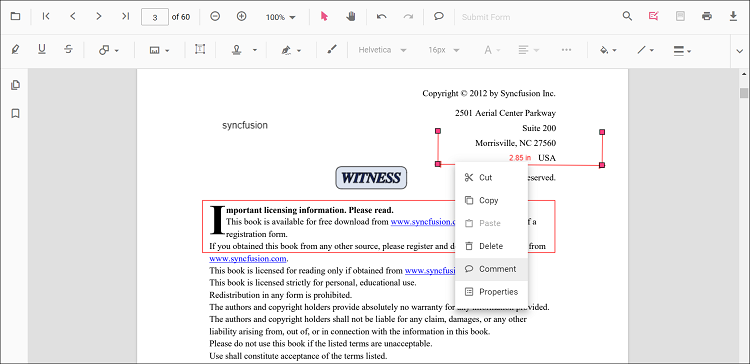 3 of 60 100% Submit Form
Helvetica 16px A
Copyright © 2012 by Syncfusion Inc.
2501 Aerial Center Parkway
syncfusion
Suite 200
Morrisville, NC 27560
2.85 in USA
WITNESS
eserved.
Cut
Copy
Paste
Delete
Comment
Properties
Important licensing information. Please read.
This book is available for free download from www.syncfusion.c f a
registration form.
If you obtained this book from any other source, please register and d from
www.syncfusion.com.
This book is licensed for reading only if obtained from www.syncfusi
This book is licensed strictly for personal, educational use.
Redistribution in any form is prohibited.
The authors and copyright holders provide absolutely no warranty for any information provided.
The authors and copyright holders shall not be liable for any claim, damages, or any other
liability arising from, out of, or in connection with the information in this book.
Please do not use this book if the listed terms are unacceptable.
Use shall constitute acceptance of the terms listed.